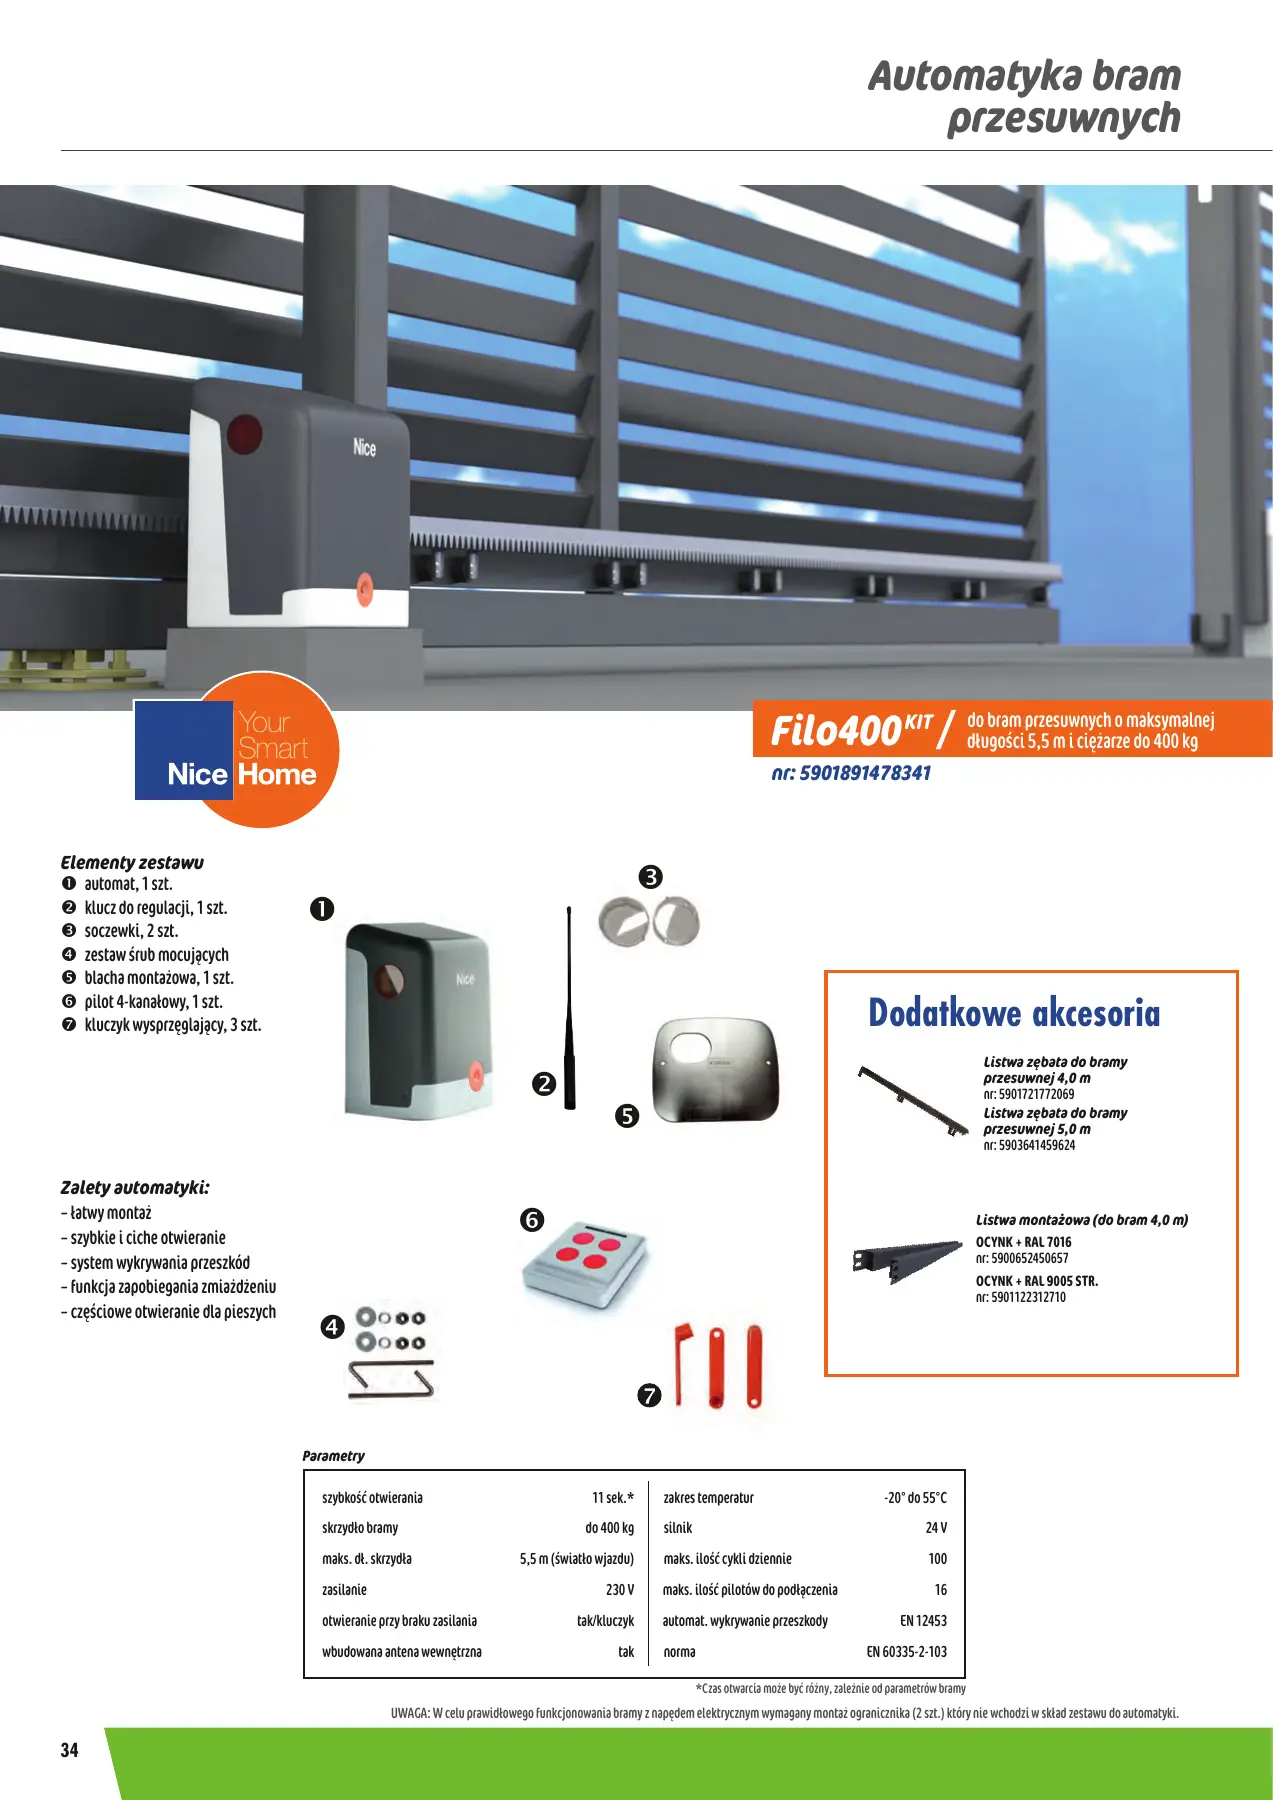 Automatyka bram
przesuwnych
Nice
Your
Smart
Nice Home
Filo400 KIT / do bram przesuwnych o maksymalnej
długości 5,5 m i ciężarze do 400 kg
nr: 5901891478341
Elementy zestawu
❶ automat, 1 szt.
❷ klucz do regulacji, 1 szt.
❸ soczewki, 2 szt.
❹ zestaw śrub mocujących
❺ blacha montażowa, 1 szt.
❻ pilot 4-kanałowy, 1 szt.
❼ kluczyk wysprzęglający, 3 szt.
❶
Nice
❷
❸
❺
Zalety automatyki:
– łatwy montaż
– szybkie i ciche otwieranie
– system wykrywania przeszkód
– funkcja zapobiegania zmiażdżeniu
– częściowe otwieranie dla pieszych
❹
❻
❼
Dodatkowe akcesoria
Listwa zębata do bramy
przesuwnej 4,0 m
nr: 5901721772069
Listwa zębata do bramy
przesuwnej 5,0 m
nr: 5903641459624
Listwa montażowa (do bram 4,0 m)
OCYNK + RAL 7016
nr: 5900652450657
OCYNK + RAL 9005 STR.
nr: 5901122312710
Parametry
szybkość otwierania 11 sek.*
skrzydło bramy do 400 kg
maks. dł. skrzydła 5,5 m (światło wjazdu)
zasilanie 230 V
otwieranie przy braku zasilania tak/kluczyk
wbudowana antena wewnętrzna tak
zakres temperatur -20° do 55°C
silnik 24 V
maks. ilość cykli dziennie 100
maks. ilość pilotów do podłączenia 16
automat. wykrywanie przeszkody EN 12453
norma EN 60335-2-103
*Czas otwarcia może być różny, zależnie od parametrów bramy
UWAGA: W celu prawidłowego funkcjonowania bramy z napędem elektrycznym wymagany montaż ogranicznika (2 szt.) który nie wchodzi w skład zestawu do automatyki.
34